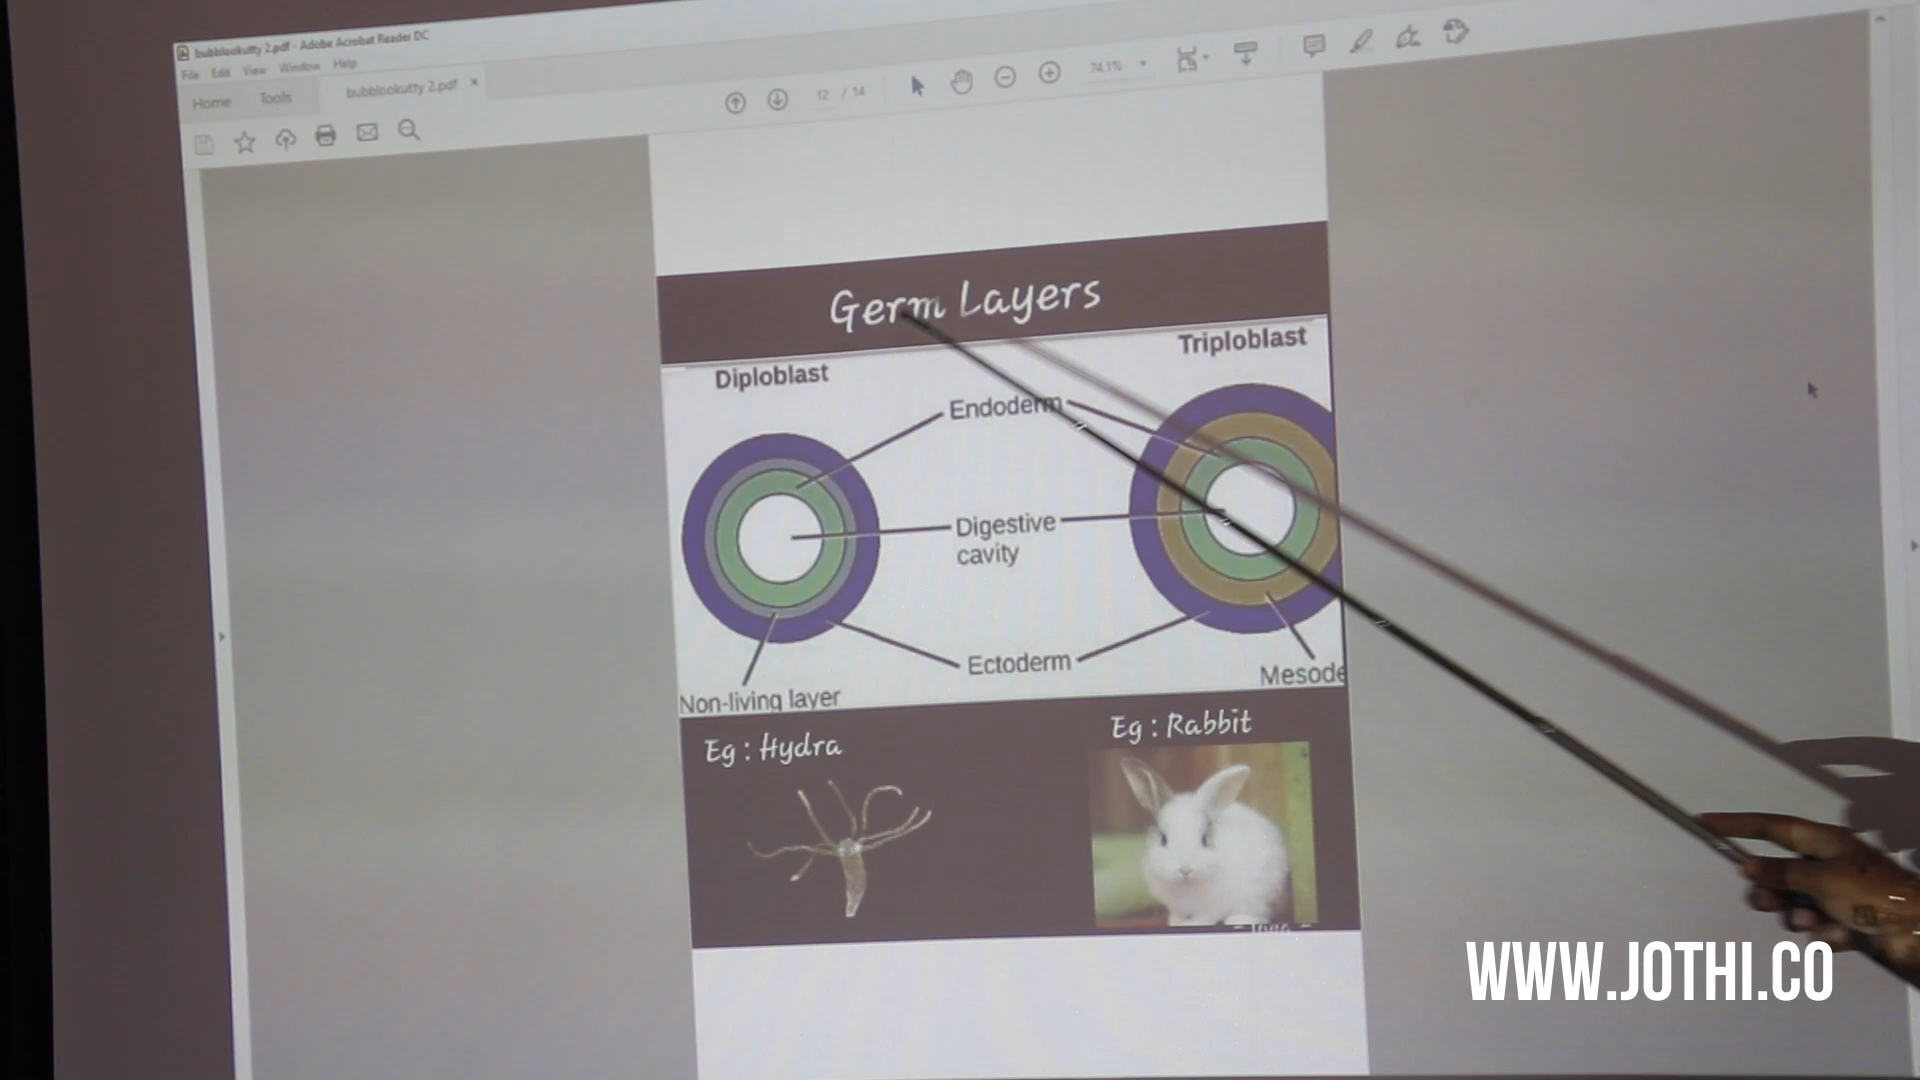 bubblookutty 2.pdf - Adobe Acrobat Reader DC
File Edit View Window Help
Home Tools bubblookutty 2.pdf ×
12 / 14 74.1%
Germ Layers
Diploblast
Triploblast
Endoderm
Digestive
cavity
Ectoderm
Mesode
Non-living layer
Eg : Hydra
Eg : Rabbit
WWW.JOTHI.CO